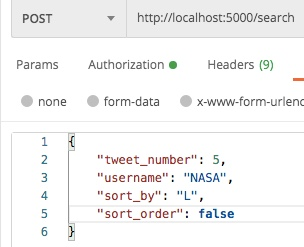 POST http://localhost:5000/search
Params Authorization Headers (9)
none form-data x-www-form-urlenc
1 {
2 "tweet_number": 5,
3 "username": "NASA",
4 "sort_by": "L",
5 "sort_order": false
6 }